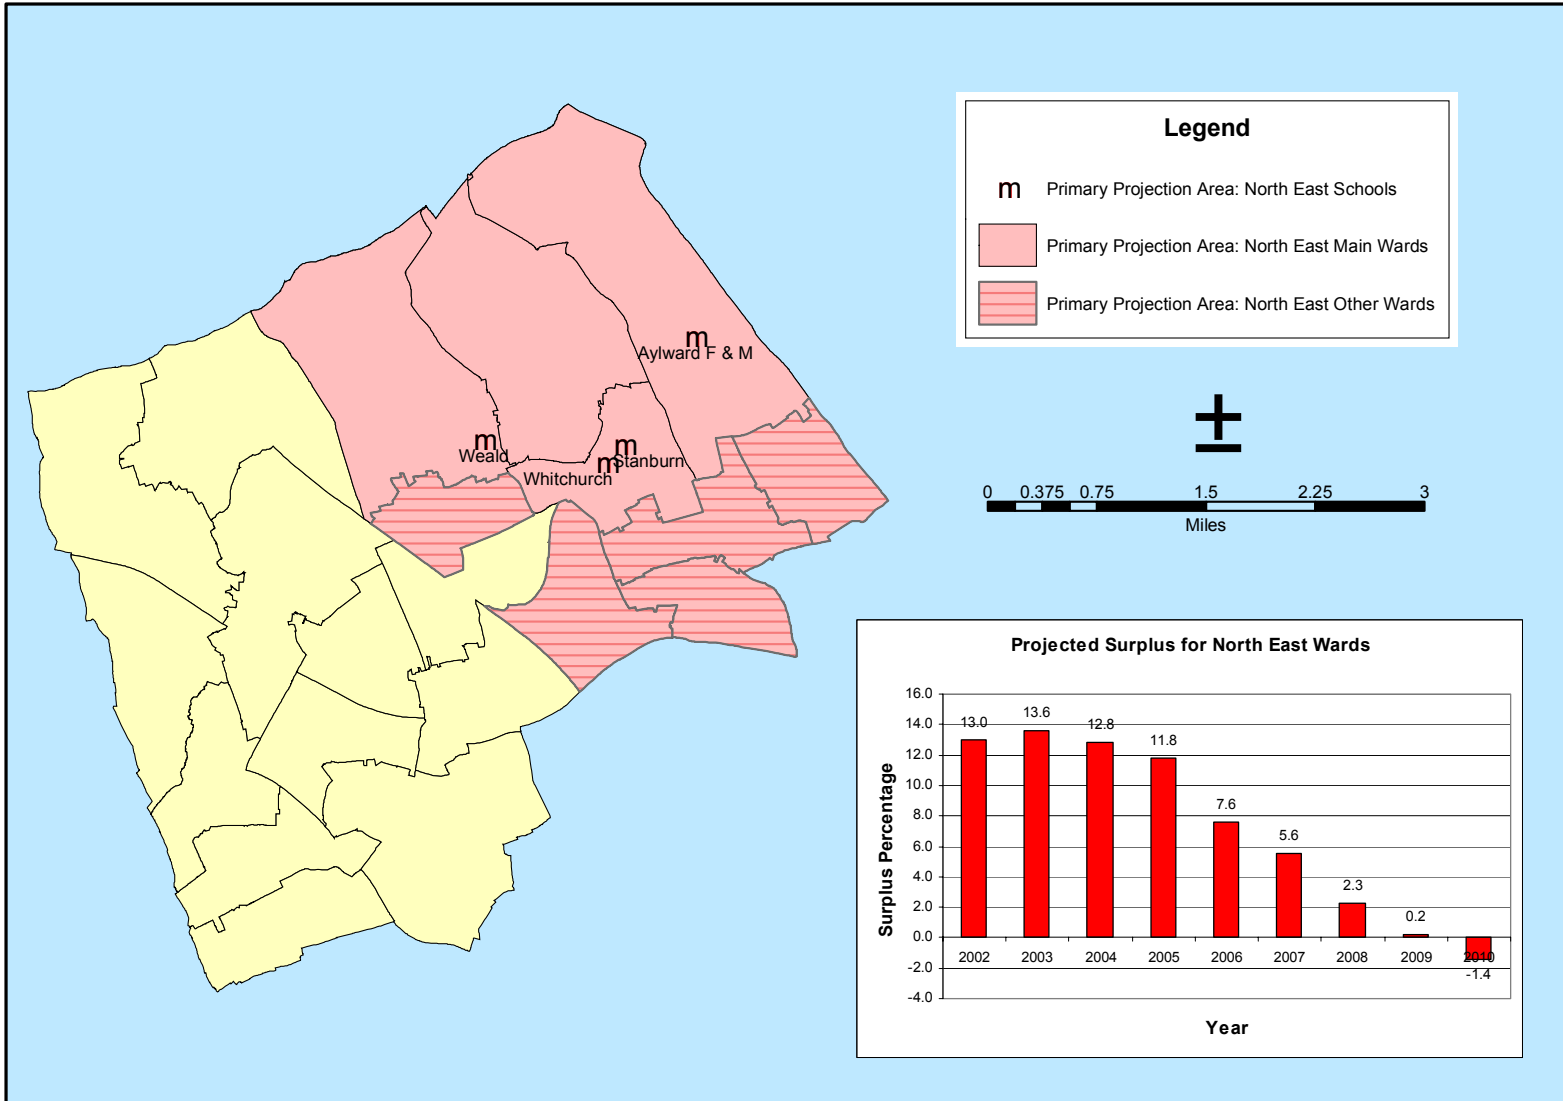 Legend
m Primary Projection Area: North East Schools
Primary Projection Area: North East Main Wards
Primary Projection Area: North East Other Wards
m
Aylward F & M
m
Weald
m
Stanburn
m
Whitchurch
±
0 0.375 0.75 1.5 2.25 3
Miles
Projected Surplus for North East Wards
Surplus Percentage
16.0
14.0
12.0
10.0
8.0
6.0
4.0
2.0
0.0
-2.0
-4.0
13.0 13.6 12.8 11.8 7.6 5.6 2.3 0.2 -1.4
2002 2003 2004 2005 2006 2007 2008 2009 2010
Year